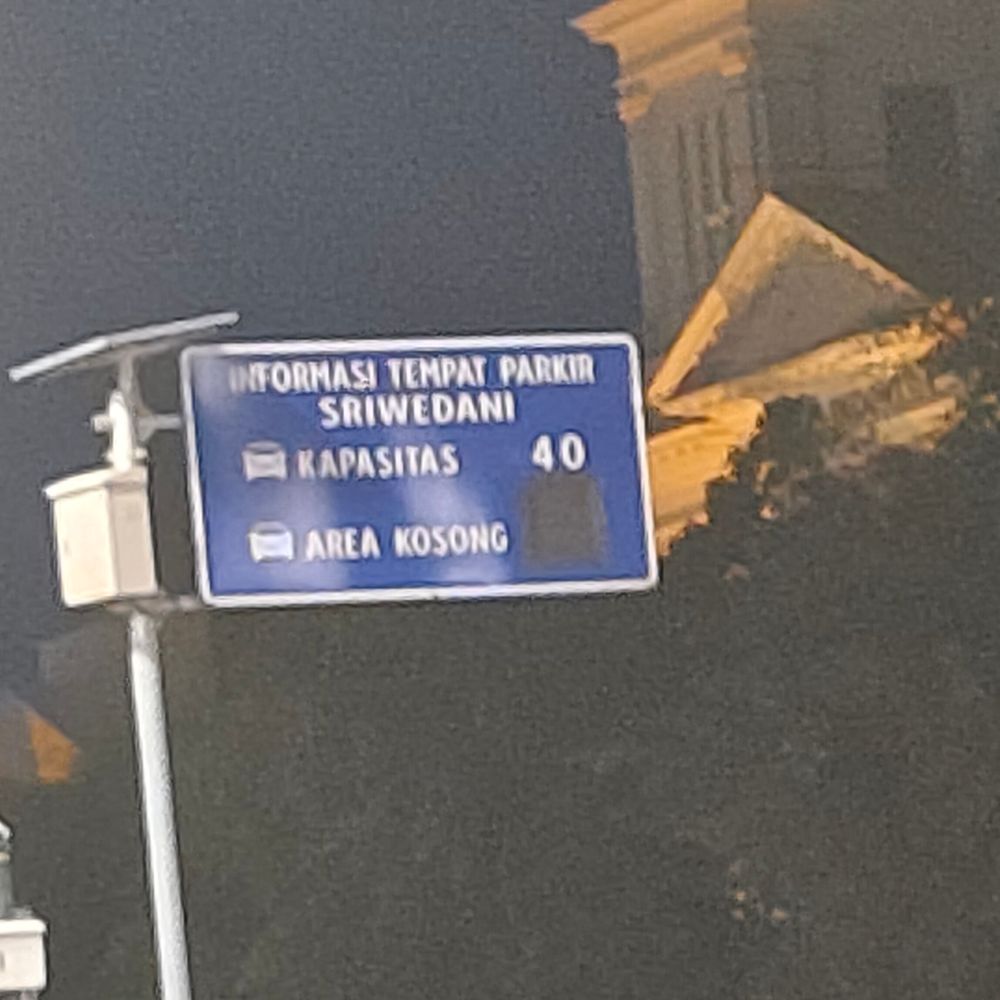 INFORMASI TEMPAT PARKIR
SRIWEDANI
KAPASITAS 40
AREA KOSONG